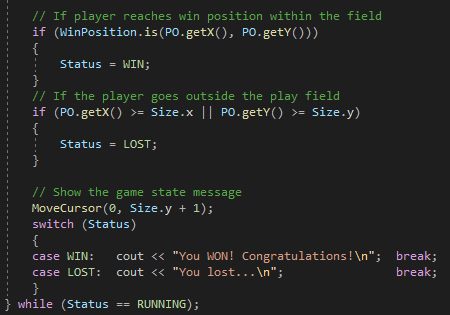 // If player reaches win position within the field
if (WinPosition.is(PO.getX(), PO.getY()))
{
Status = WIN;
}
// If the player goes outside the play field
if (PO.getX() >= Size.x || PO.getY() >= Size.y)
{
Status = LOST;
}
// Show the game state message
MoveCursor(0, Size.y + 1);
switch (Status)
{
case WIN: cout << "You WON! Congratulations!\n"; break;
case LOST: cout << "You lost...\n"; break;
}
} while (Status == RUNNING);